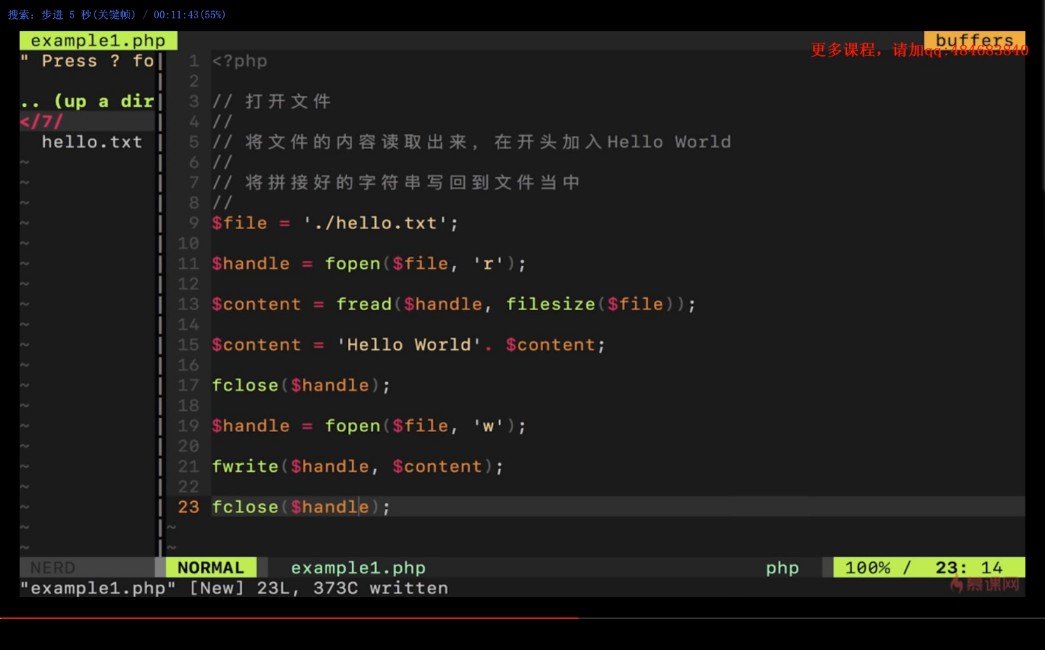 搜索: 步进 5 秒(关键帧) / 00:11:43(55%)
example1.php
buffers
更多课程，请加qq:484683840
" Press ? fo
.. (up a dir
</7/
hello.txt
1 <?php
2
3 // 打开文件
4 //
5 // 将文件的内容读取出来, 在开头加入Hello World
6 //
7 // 将拼接好的字符串写回到文件当中
8 //
9 $file = './hello.txt';
10
11 $handle = fopen($file, 'r');
12
13 $content = fread($handle, filesize($file));
14
15 $content = 'Hello World'. $content;
16
17 fclose($handle);
18
19 $handle = fopen($file, 'w');
20
21 fwrite($handle, $content);
22
23 fclose($handle);
NERD
NORMAL example1.php php 100% / 23: 14
"example1.php" [New] 23L, 373C written
慕课网